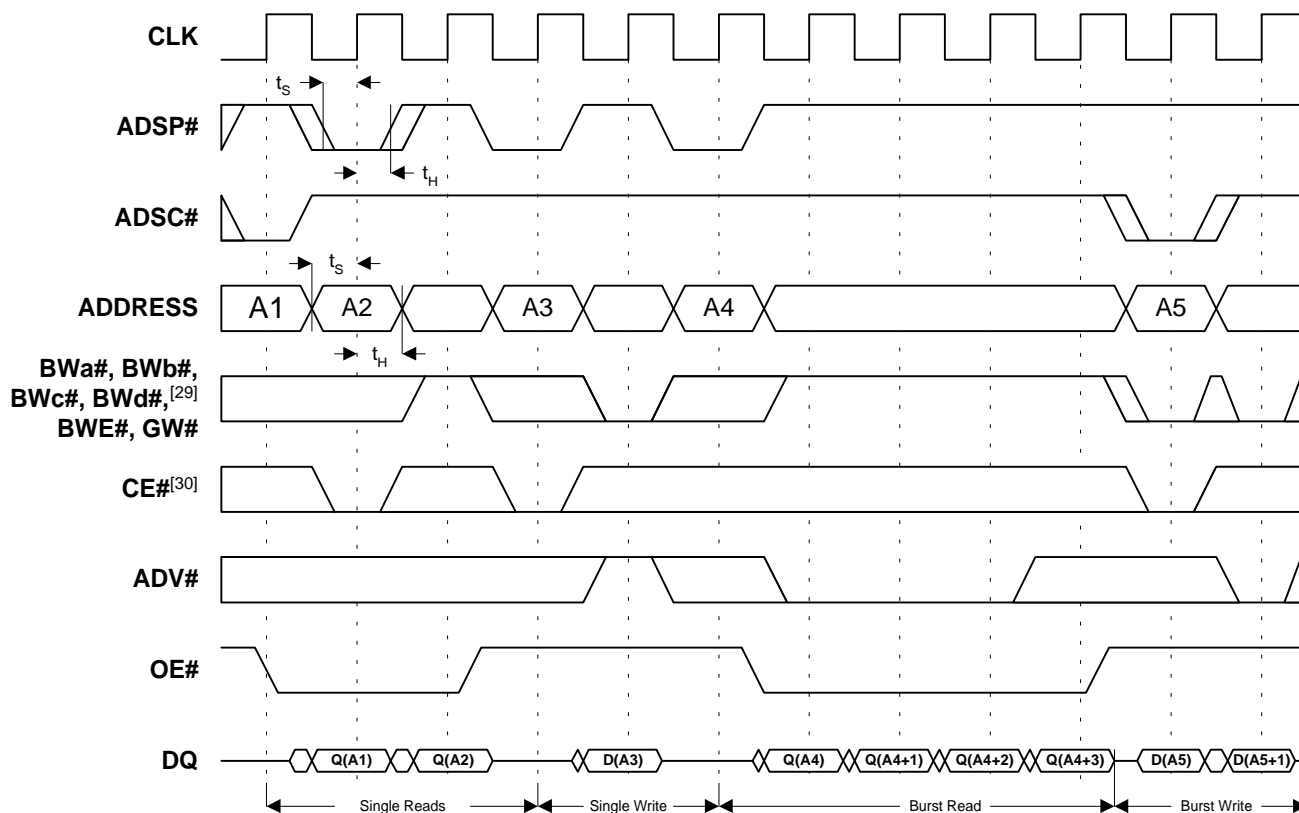 CLK
tS
ADSP#
tH
ADSC#
tS
ADDRESS A1 A2 A3 A4 A5
tH
BWa#, BWb#,
BWc#, BWd#,[29]
BWE#, GW#
CE#[30]
ADV#
OE#
DQ Q(A1) Q(A2) D(A3) Q(A4) Q(A4+1) Q(A4+2) Q(A4+3) D(A5) D(A5+1)
Single Reads Single Write Burst Read Burst Write